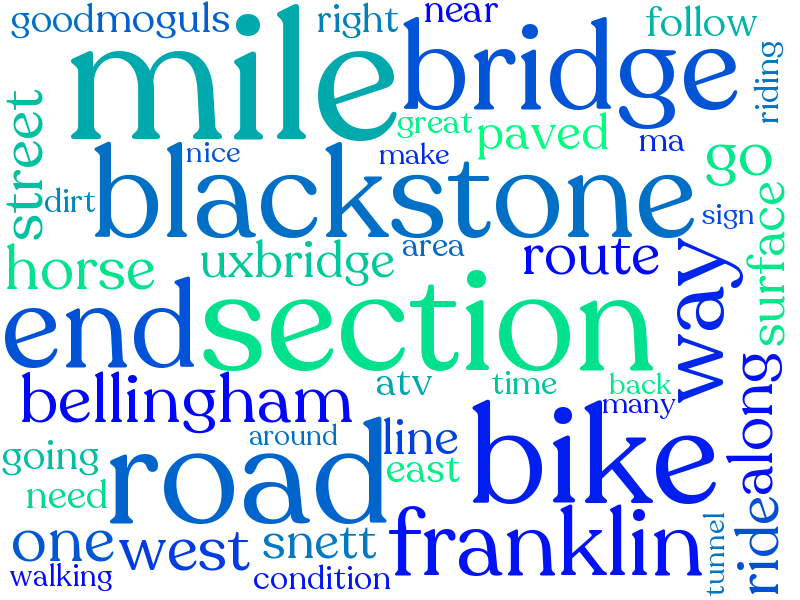 good
moguls
right
near
follow
mile
bridge
riding
street
great
paved
ma
go
nice
make
dirt
blackstone
sign
surface
horse
uxbridge
area
route
way
end
section
bellingham
atv
time
back
many
along
around
line
going
road
east
bike
need
ride
one
west
snett
franklin
tunnel
walking
condition